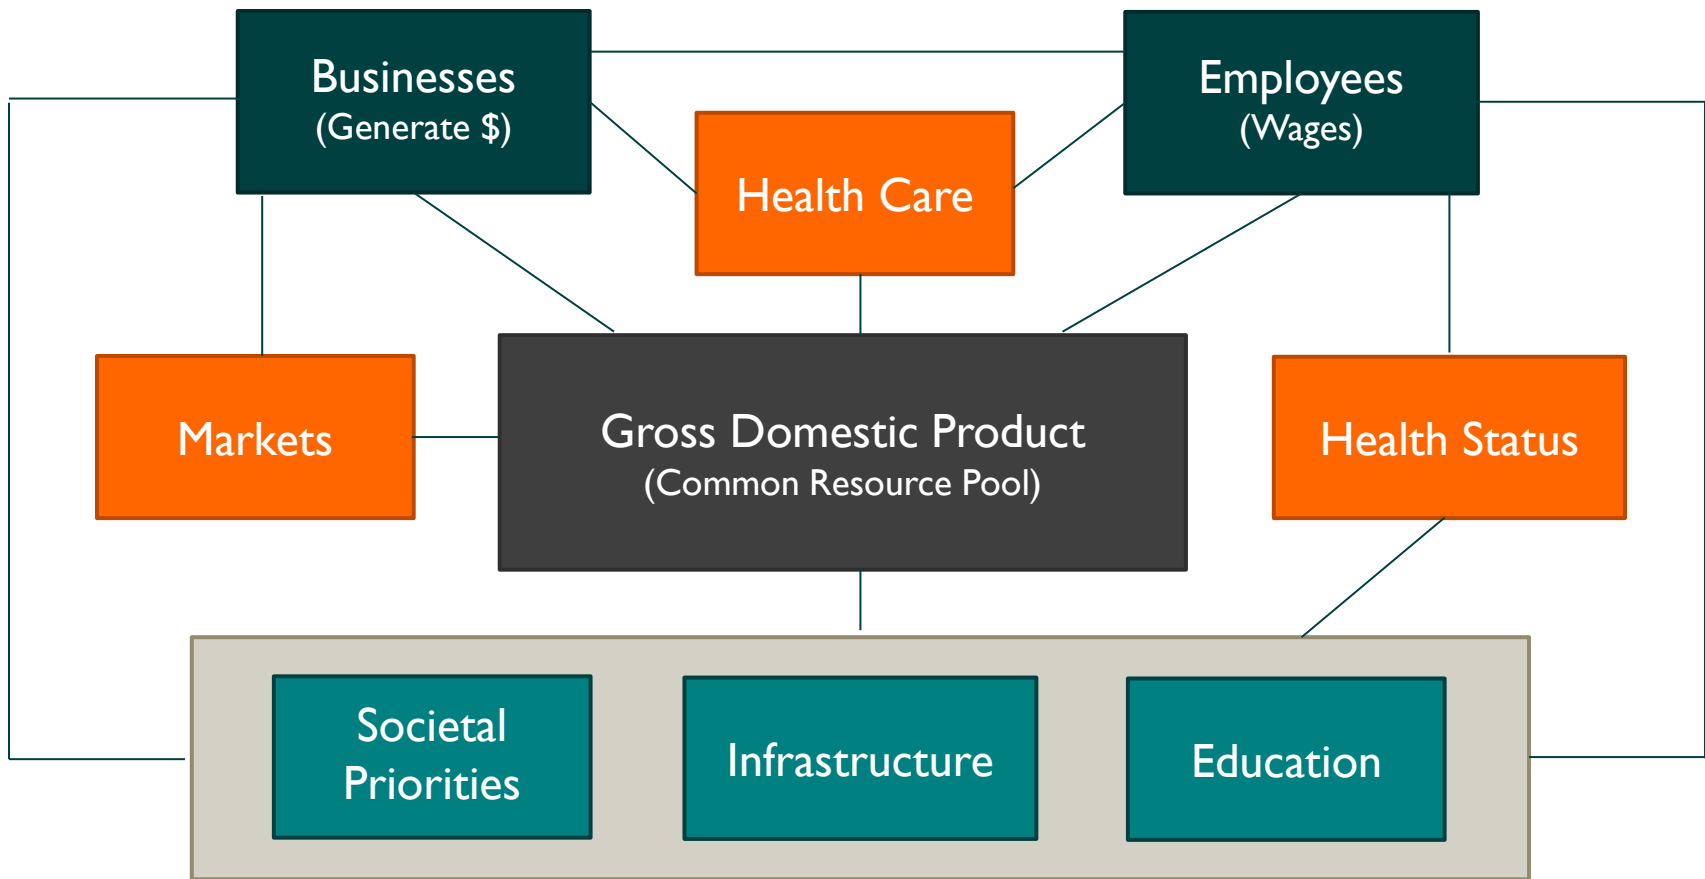 Businesses
(Generate $)
Employees
(Wages)
Health Care
Markets
Gross Domestic Product
(Common Resource Pool)
Health Status
Societal
Priorities
Infrastructure
Education